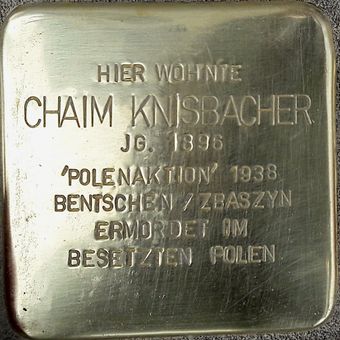 HIER WOHNTE
CHAIM KNISBACHER
JG. 1896
'POLENAKTION' 1938
BENTSCHEN / ZBASZYN
ERMORDET IM
BESETZTEN POLEN